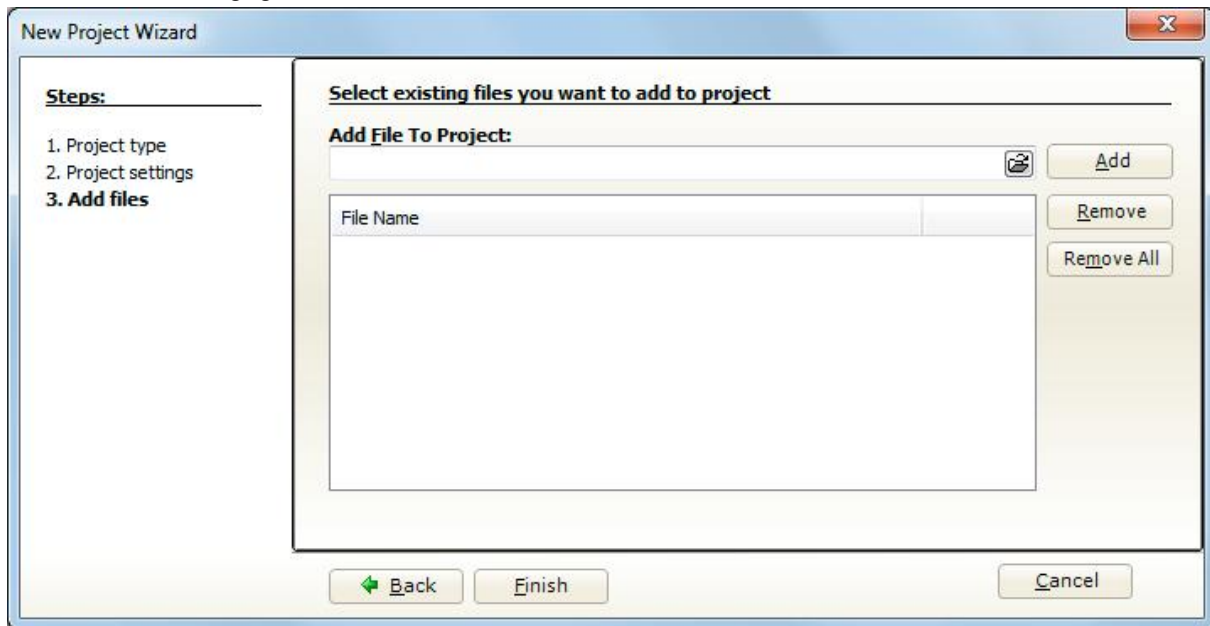 New Project Wizard
Steps:
1. Project type
2. Project settings
3. Add files
Select existing files you want to add to project
Add File To Project:
Add
File Name
Remove
Remove All
Back
Finish
Cancel